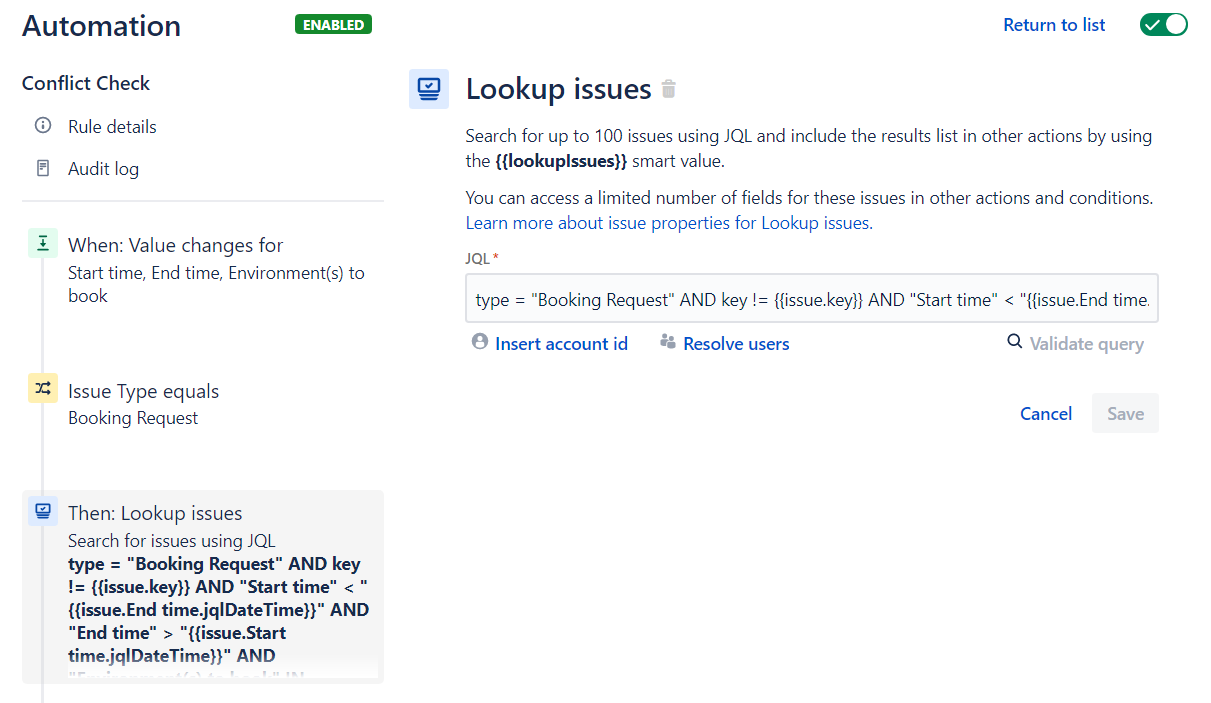 Automation
ENABLED
Return to list
Conflict Check
Rule details
Audit log
When: Value changes for
Start time, End time, Environment(s) to
book
Issue Type equals
Booking Request
Then: Lookup issues
Search for issues using JQL
type = "Booking Request" AND key
!= {{issue.key}} AND "Start time" < "
{{issue.End time.jqlDateTime}}" AND
"End time" > "{{issue.Start
time.jqlDateTime}}" AND
Lookup issues
Search for up to 100 issues using JQL and include the results list in other actions by using
the {{lookupIssues}} smart value.
You can access a limited number of fields for these issues in other actions and conditions.
Learn more about issue properties for Lookup issues.
JQL *
type = "Booking Request" AND key != {{issue.key}} AND "Start time" < "{{issue.End time.
Insert account id
Resolve users
Validate query
Cancel
Save